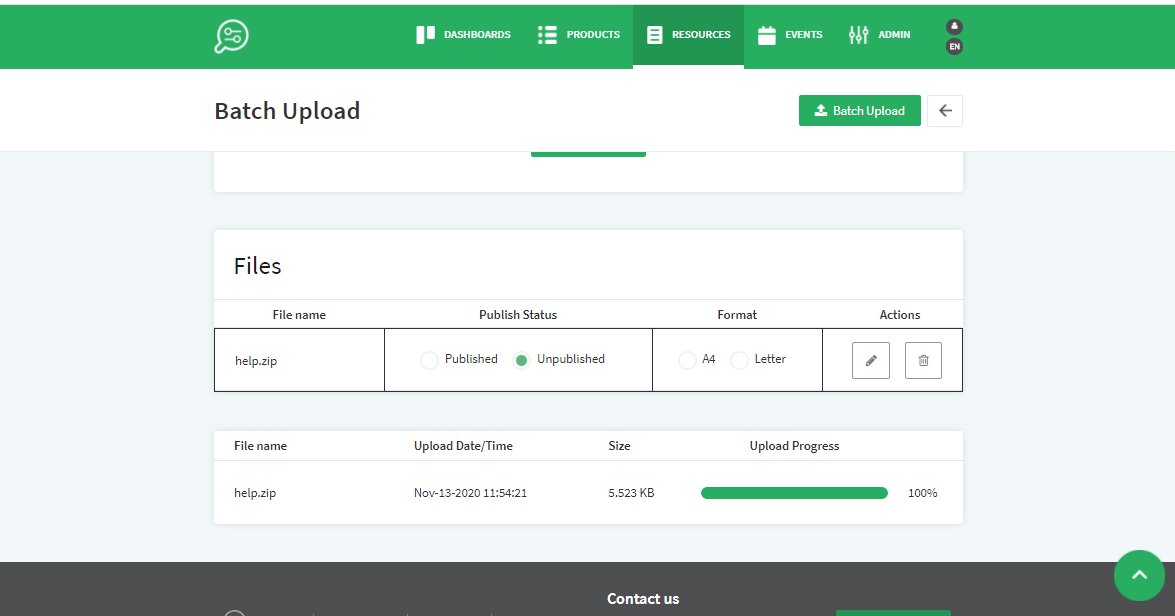 DASHBOARDS PRODUCTS RESOURCES EVENTS ADMIN
EN
Batch Upload Batch Upload
Files
File name Publish Status Format Actions
help.zip Published Unpublished A4 Letter
File name Upload Date/Time Size Upload Progress
help.zip Nov-13-2020 11:54:21 5.523 KB 100%
Contact us